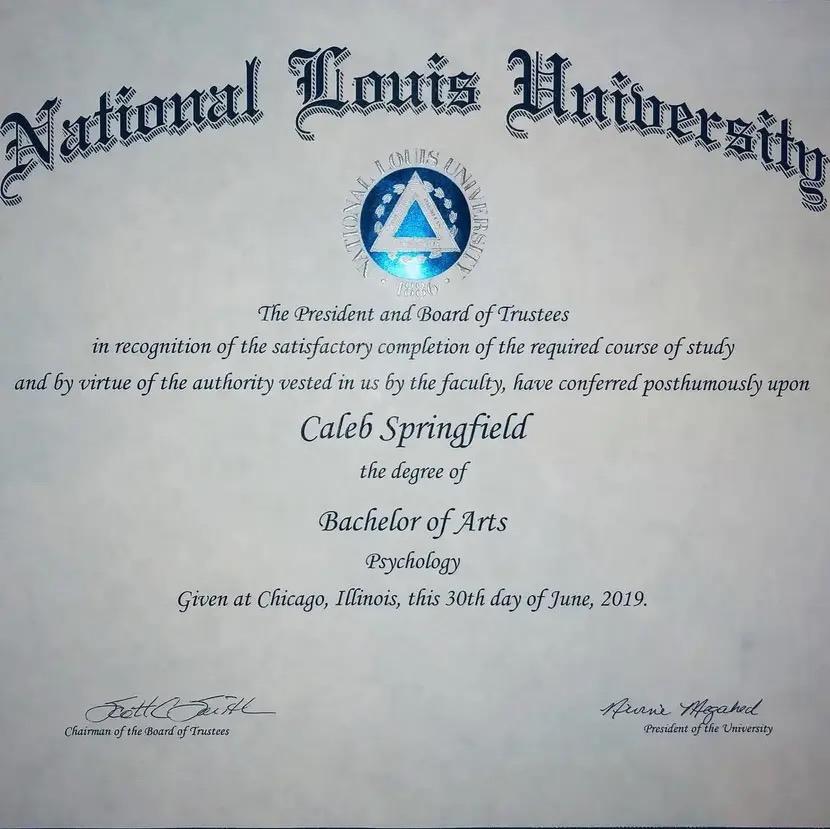 National Louis University
NATIONAL LOUIS UNIVERSITY
1886
The President and Board of Trustees
in recognition of the satisfactory completion of the required course of study
and by virtue of the authority vested in us by the faculty, have conferred posthumously upon
Caleb Springfield
the degree of
Bachelor of Arts
Psychology
Given at Chicago, Illinois, this 30th day of June, 2019.
Nivine Megahed
Chairman of the Board of Trustees
President of the University